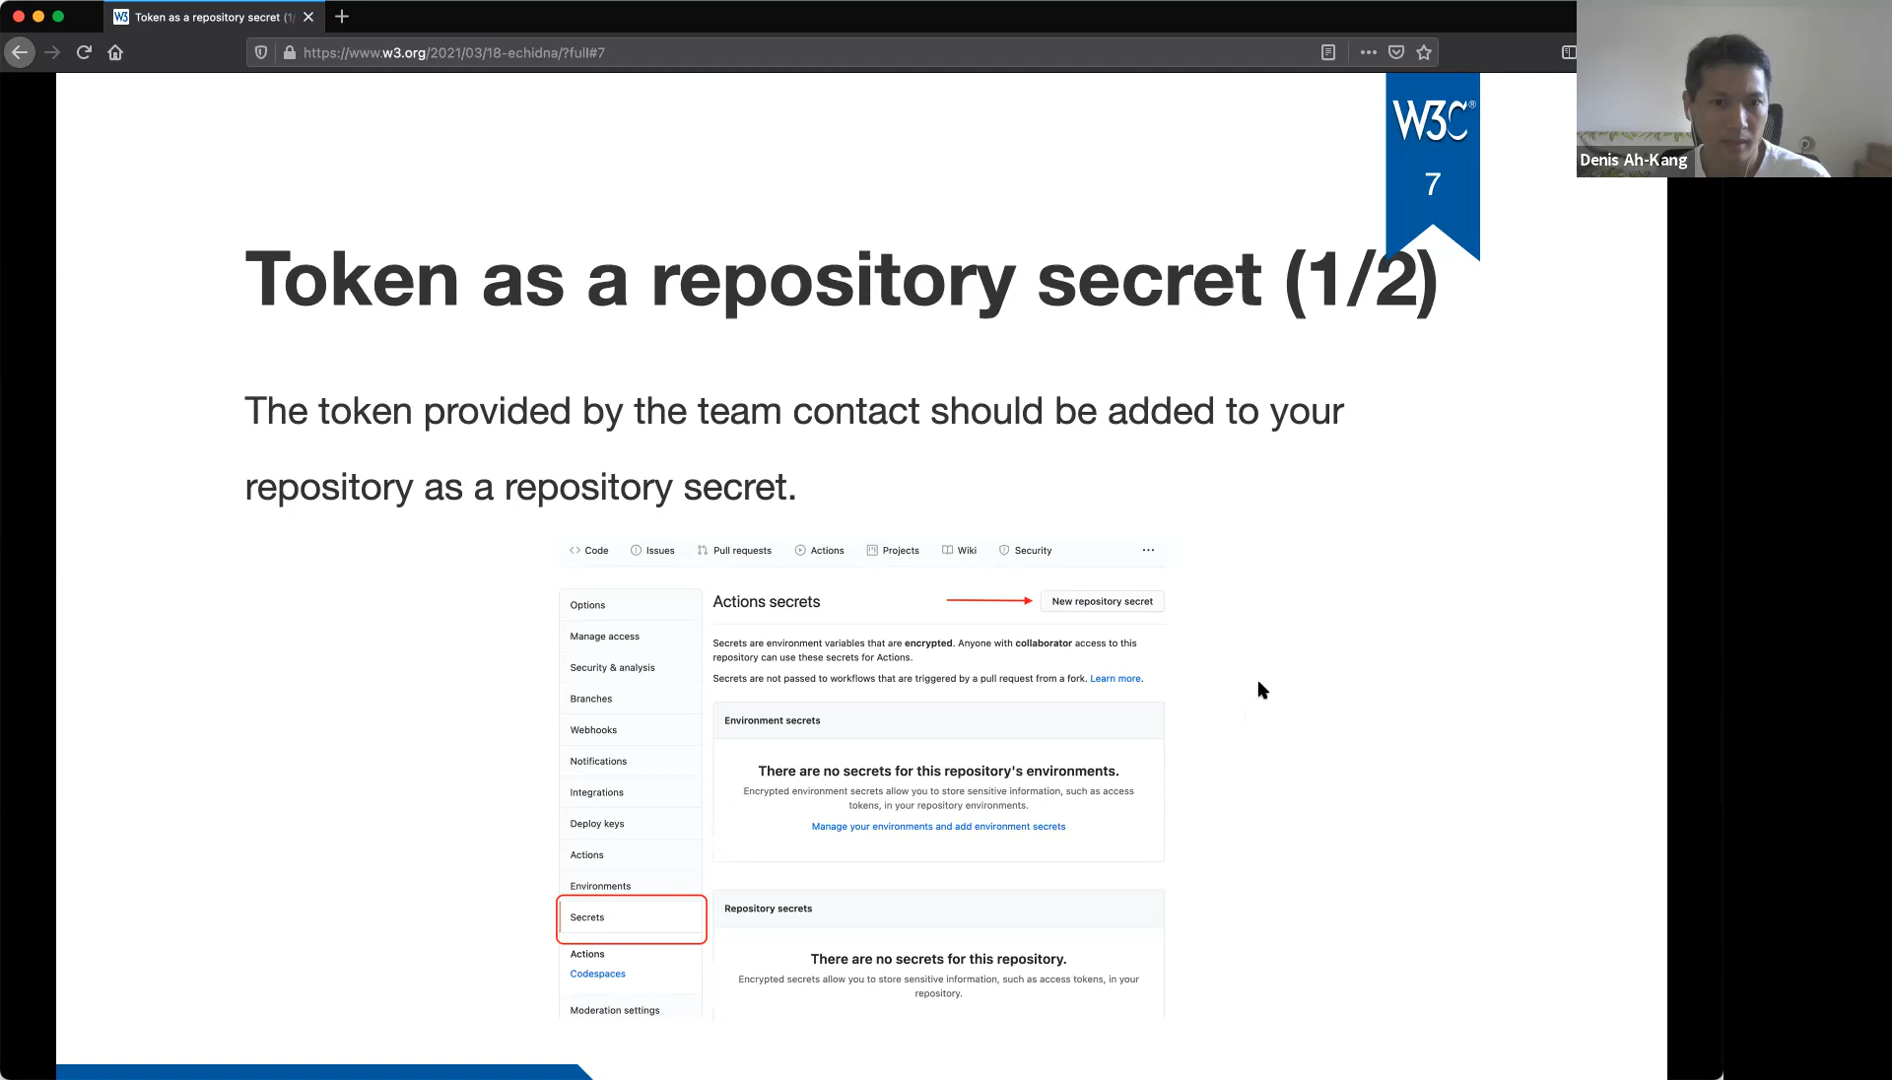 Token as a repository secret (1/
https://www.w3.org/2021/03/18-echidna/?full#7
W3C®
7
Denis Ah-Kang
Token as a repository secret (1/2)
The token provided by the team contact should be added to your
repository as a repository secret.
Code Issues Pull requests Actions Projects Wiki Security
Options
Manage access
Security & analysis
Branches
Webhooks
Notifications
Integrations
Deploy keys
Actions
Environments
Secrets
Actions
Codespaces
Moderation settings
Actions secrets
New repository secret
Secrets are environment variables that are encrypted. Anyone with collaborator access to this
repository can use these secrets for Actions.
Secrets are not passed to workflows that are triggered by a pull request from a fork. Learn more.
Environment secrets
There are no secrets for this repository's environments.
Encrypted environment secrets allow you to store sensitive information, such as access
tokens, in your repository environments.
Manage your environments and add environment secrets
Repository secrets
There are no secrets for this repository.
Encrypted secrets allow you to store sensitive information, such as access tokens, in your
repository.